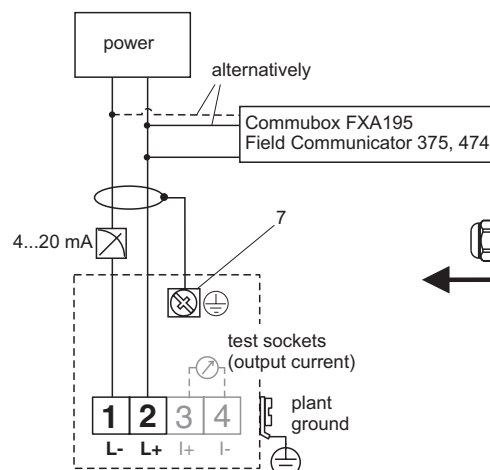 power
alternatively
Commubox FXA195
Field Communicator 375, 474
7
4...20 mA
test sockets
(output current)
1 2 3 4
L- L+ I+ I-
plant
ground